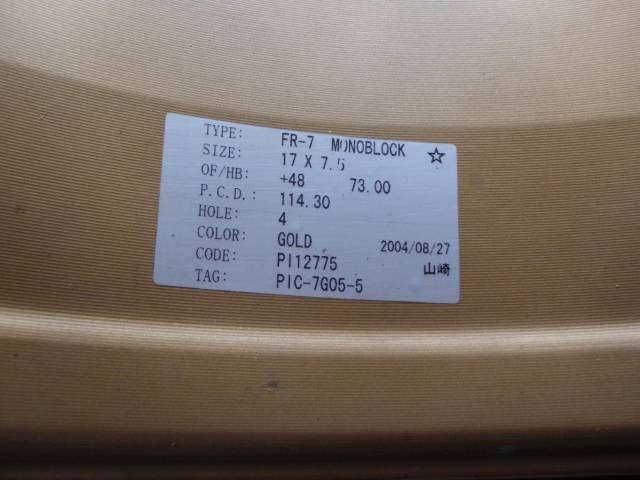 TYPE: FR-7 MONOBLOCK ☆
SIZE: 17 X 7.5
OF/HB: +48 73.00
P.C.D.: 114.30
HOLE: 4
COLOR: GOLD 2004/08/27
CODE: PI12775 山崎
TAG: PIC-7G05-5